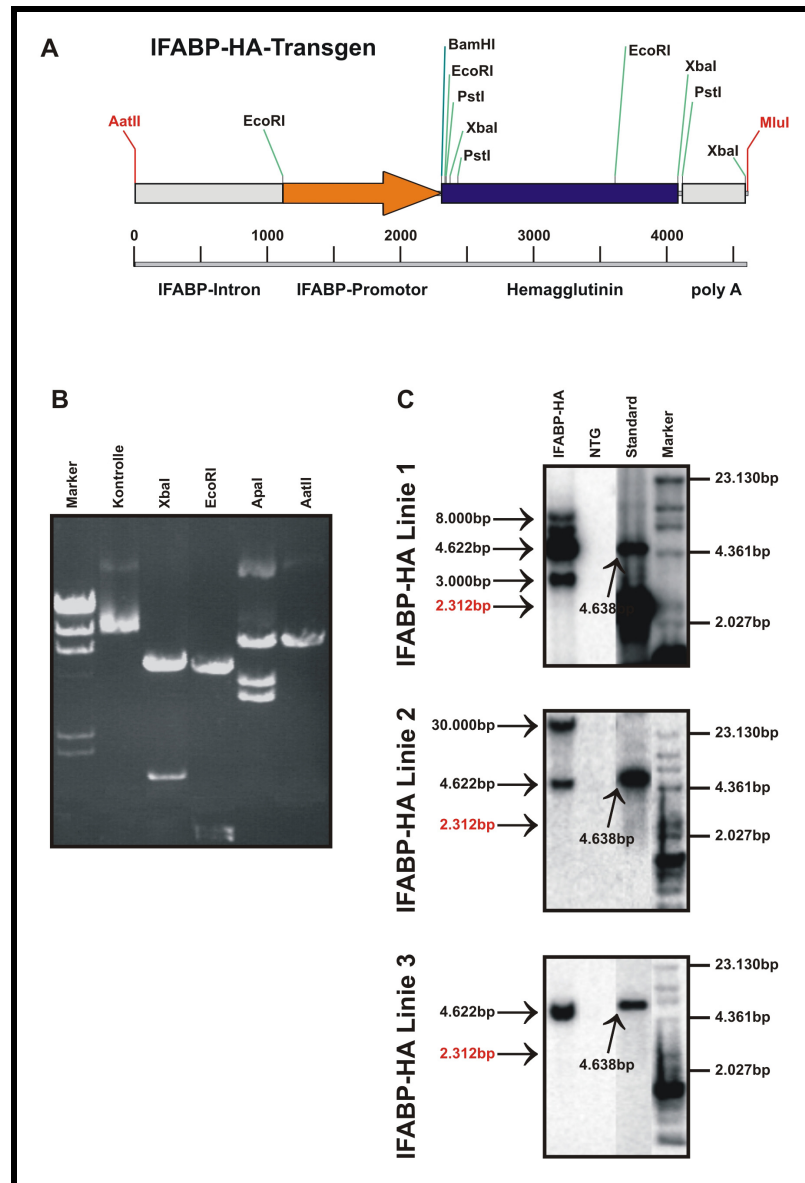 A
IFABP-HA-Transgen
BamHI
EcoRI
EcoRI
XbaI
PstI
PstI
AatII
EcoRI
MluI
XbaI
XbaI
PstI
0 1000 2000 3000 4000
IFABP-Intron IFABP-Promotor Hemagglutinin poly A
B
Marker Kontrolle XbaI EcoRI ApaI AatII
C
IFABP-HA NTG Standard Marker
IFABP-HA Linie 1
8.000bp
4.622bp
3.000bp
2.312bp
4.638bp
23.130bp
4.361bp
2.027bp
IFABP-HA Linie 2
30.000bp
4.622bp
2.312bp
4.638bp
23.130bp
4.361bp
2.027bp
IFABP-HA Linie 3
4.622bp
2.312bp
4.638bp
23.130bp
4.361bp
2.027bp